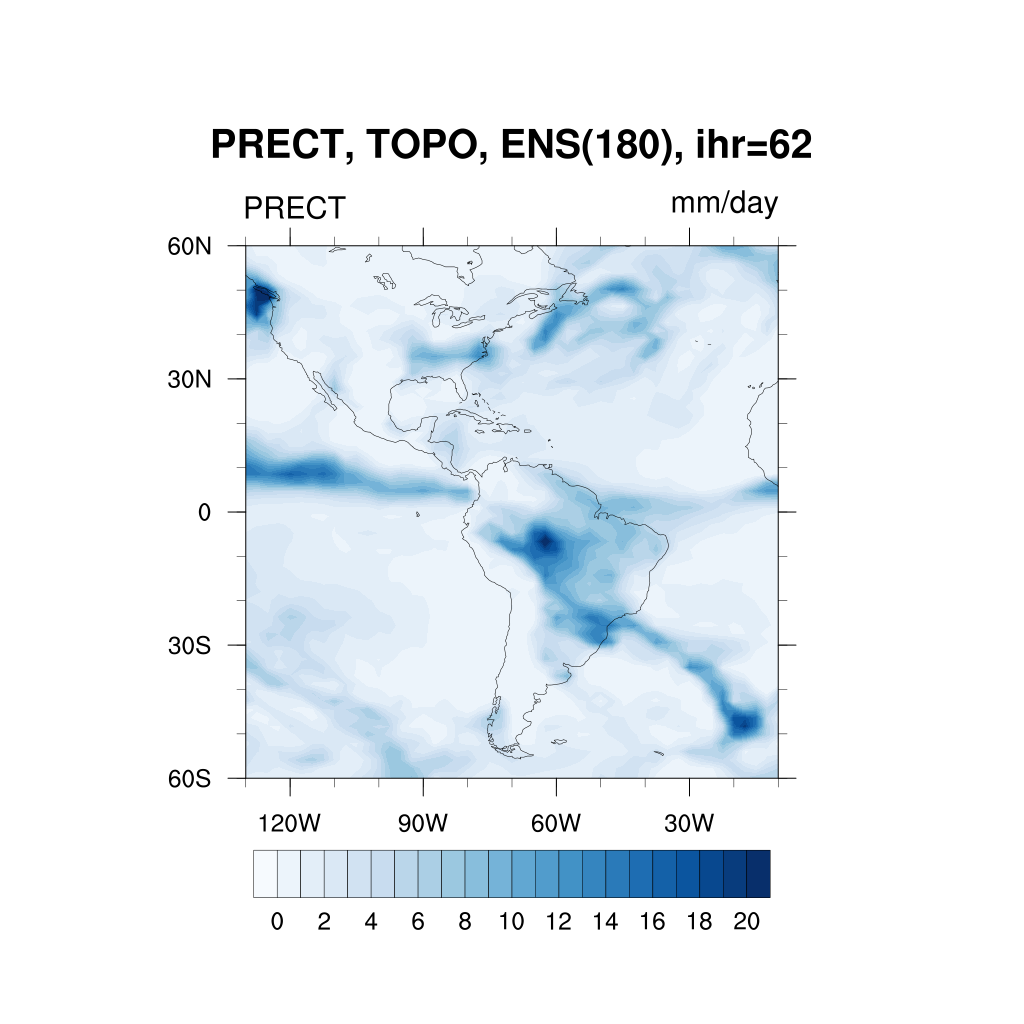 PRECT, TOPO, ENS(180), ihr=62
PRECT mm/day
60N
30N
0
30S
60S
120W 90W 60W 30W
0 2 4 6 8 10 12 14 16 18 20